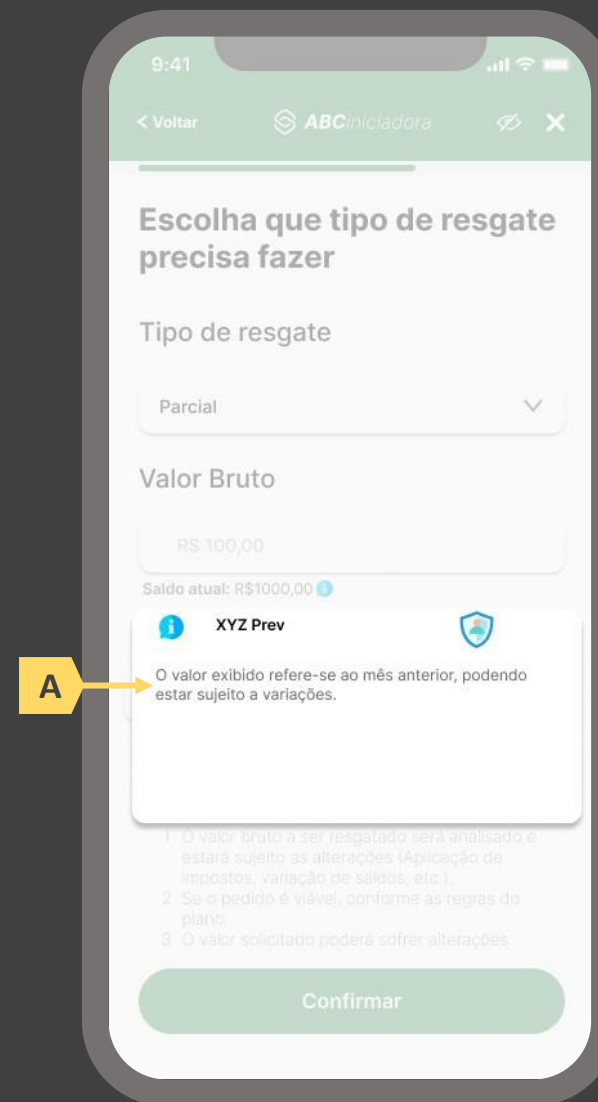 9:41
< Voltar
ABCiniciadora
Escolha que tipo de resgate
precisa fazer
Tipo de resgate
Parcial
Valor Bruto
R$ 100,00
Saldo atual: R$1000,00
XYZ Prev
A
O valor exibido refere-se ao mês anterior, podendo
estar sujeito a variações.
1 O valor bruto a ser resgatado será analisado e
estará sujeito as alterações (Aplicação de
impostos, variação de saldos, etc.)
2 Se o pedido é viável, conforme as regras do
plano.
3 O valor solicitado poderá sofrer alterações.
Confirmar